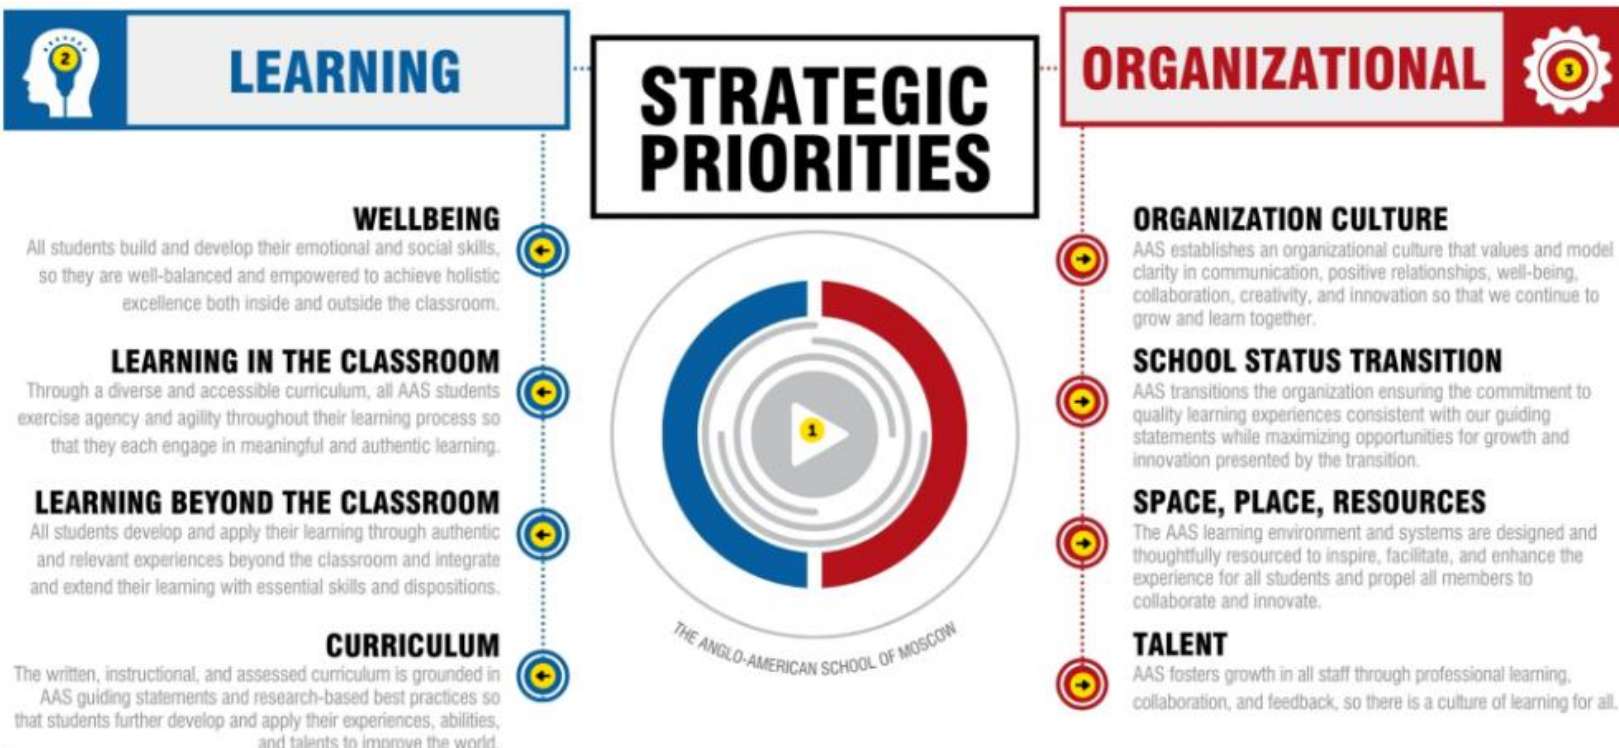 2
LEARNING
STRATEGIC
PRIORITIES
ORGANIZATIONAL
3
WELLBEING
All students build and develop their emotional and social skills,
so they are well-balanced and empowered to achieve holistic
excellence both inside and outside the classroom.
LEARNING IN THE CLASSROOM
Through a diverse and accessible curriculum, all AAS students
exercise agency and agility throughout their learning process so
that they each engage in meaningful and authentic learning.
LEARNING BEYOND THE CLASSROOM
All students develop and apply their learning through authentic
and relevant experiences beyond the classroom and integrate
and extend their learning with essential skills and dispositions.
CURRICULUM
The written, instructional, and assessed curriculum is grounded in
AAS guiding statements and research-based best practices so
that students further develop and apply their experiences, abilities,
and talents to improve the world.
1
THE ANGLO-AMERICAN SCHOOL OF MOSCOW
ORGANIZATION CULTURE
AAS establishes an organizational culture that values and model
clarity in communication, positive relationships, well-being,
collaboration, creativity, and innovation so that we continue to
grow and learn together.
SCHOOL STATUS TRANSITION
AAS transitions the organization ensuring the commitment to
quality learning experiences consistent with our guiding
statements while maximizing opportunities for growth and
innovation presented by the transition.
SPACE, PLACE, RESOURCES
The AAS learning environment and systems are designed and
thoughtfully resourced to inspire, facilitate, and enhance the
experience for all students and propel all members to
collaborate and innovate.
TALENT
AAS fosters growth in all staff through professional learning,
collaboration, and feedback, so there is a culture of learning for all.